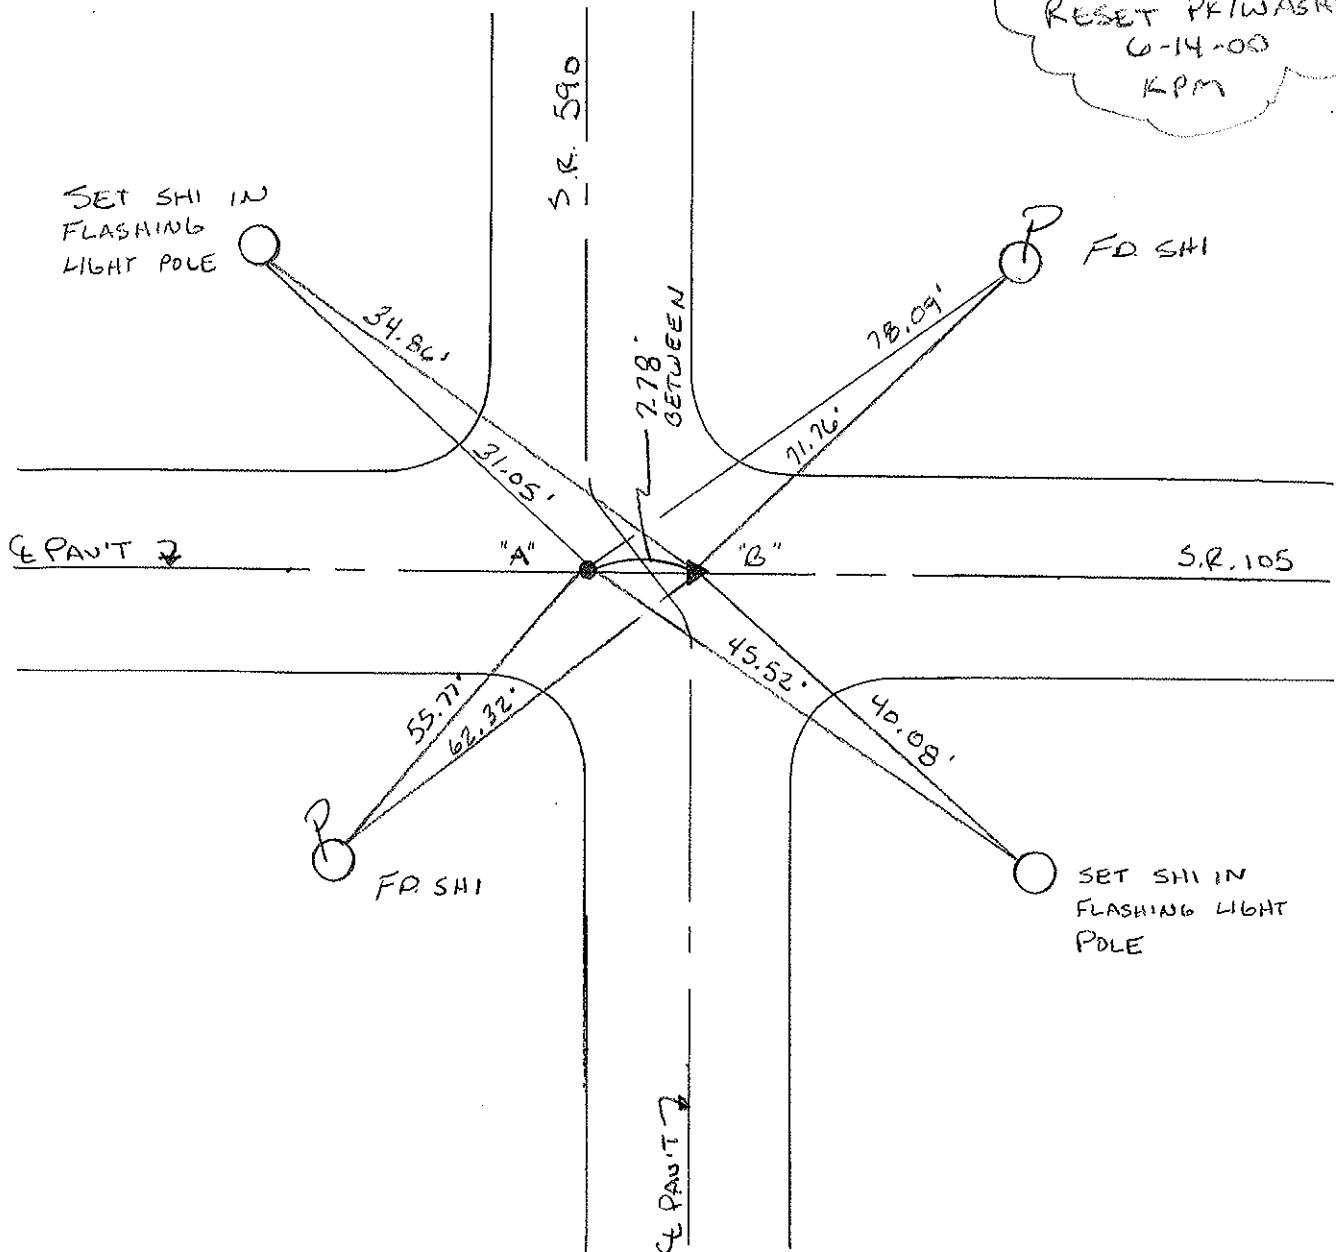 RESET PK/WASH
6-14-00
KPM
S.R. 590
SET SHI IN
FLASHING
LIGHT POLE
P
FD. SHI
34.86'
78.09'
7.78'
BETWEEN
31.05'
71.76'
℄ PAV'T
"A"
"B"
S.R. 105
55.77'
62.32'
45.52'
40.08'
P
FD. SHI
SET SHI IN
FLASHING LIGHT
POLE
℄ PAV'T